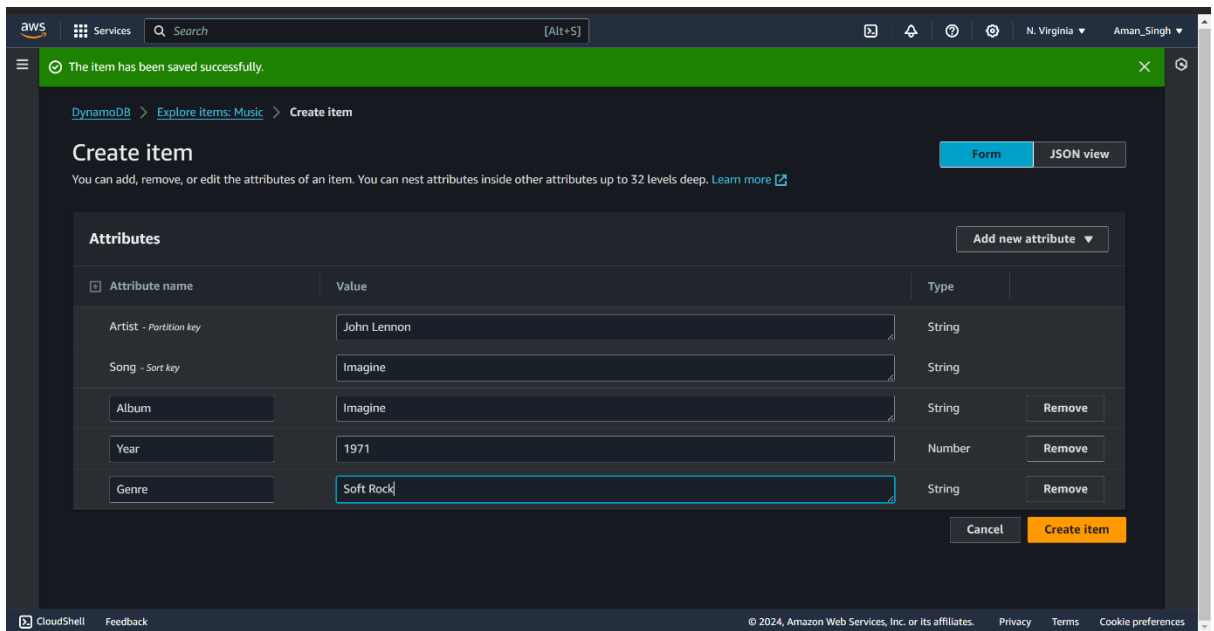 aws Services Search [Alt+S] N. Virginia Aman_Singh
The item has been saved successfully.
DynamoDB > Explore items: Music > Create item
Create item
Form JSON view
You can add, remove, or edit the attributes of an item. You can nest attributes inside other attributes up to 32 levels deep. Learn more
Attributes
Add new attribute
Attribute name Value Type
Artist - Partition key John Lennon String
Song - Sort key Imagine String
Album Imagine String Remove
Year 1971 Number Remove
Genre Soft Rock String Remove
Cancel Create item
CloudShell Feedback © 2024, Amazon Web Services, Inc. or its affiliates. Privacy Terms Cookie preferences